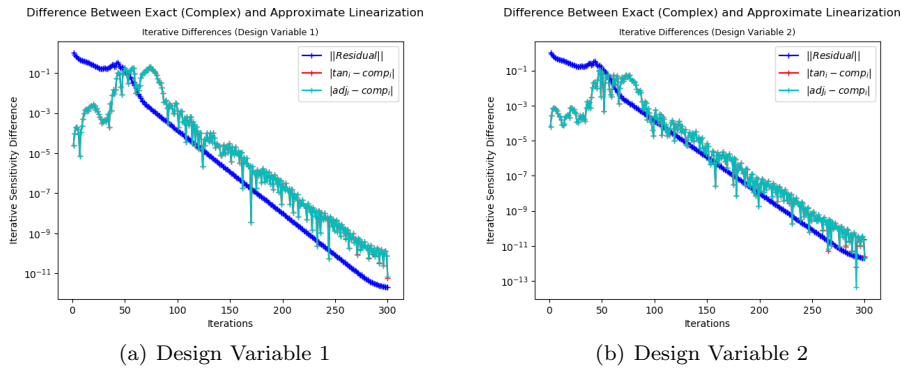 Difference Between Exact (Complex) and Approximate Linearization
Iterative Differences (Design Variable 1)
||Residual||
|tan_i − comp_i|
|adj_i − comp_i|
Iterative Sensitivity Difference
10^−1
10^−3
10^−5
10^−7
10^−9
10^−11
0 50 100 150 200 250 300
Iterations
(a) Design Variable 1
Difference Between Exact (Complex) and Approximate Linearization
Iterative Differences (Design Variable 2)
||Residual||
|tan_i − comp_i|
|adj_i − comp_i|
Iterative Sensitivity Difference
10^−1
10^−3
10^−5
10^−7
10^−9
10^−11
10^−13
0 50 100 150 200 250 300
Iterations
(b) Design Variable 2